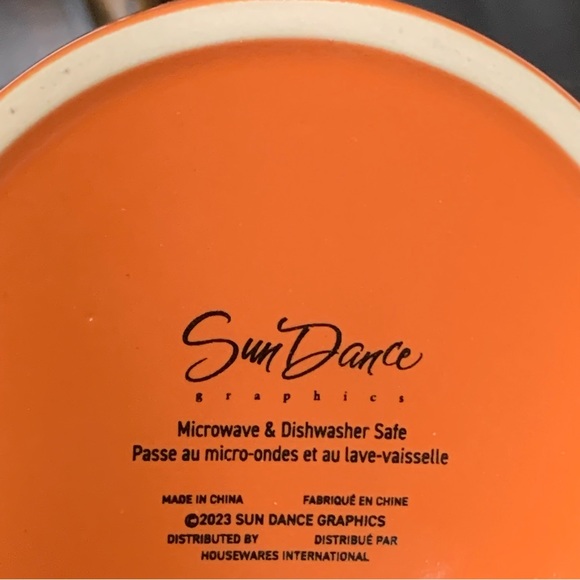 Sun Dance
graphics
Microwave & Dishwasher Safe
Passe au micro-ondes et au lave-vaisselle
MADE IN CHINA FABRIQUÉ EN CHINE
©2023 SUN DANCE GRAPHICS
DISTRIBUTED BY DISTRIBUÉ PAR
HOUSEWARES INTERNATIONAL